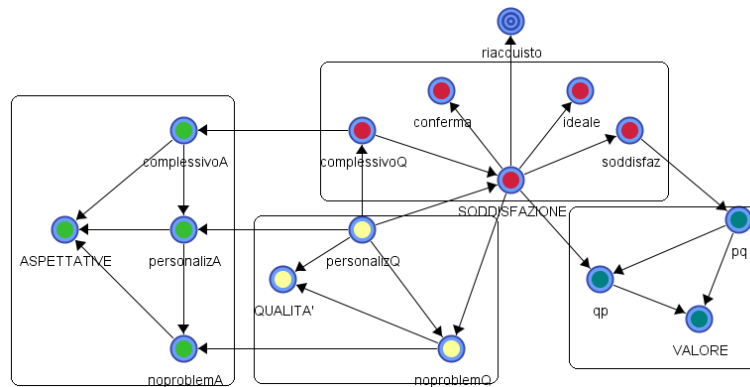 riacquisto
conferma
ideale
complessivoA
complessivoQ
soddisfaz
SODDISFAZIONE
ASPETTATIVE
personalizA
personalizQ
pq
QUALITA'
qp
VALORE
noproblemA
noproblemQ